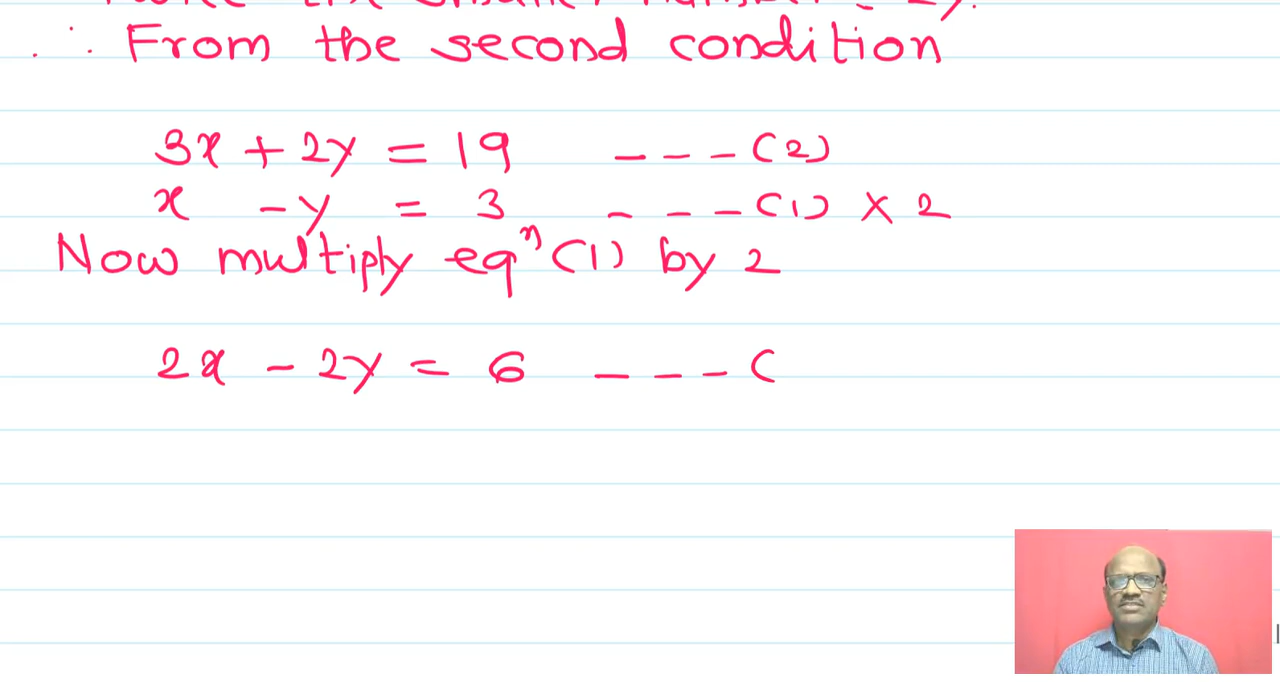 ∴ From the second condition
3x + 2y = 19 --- (2)
x - y = 3 --- (1) × 2
Now multiply eqⁿ (1) by 2
2x - 2y = 6 --- (